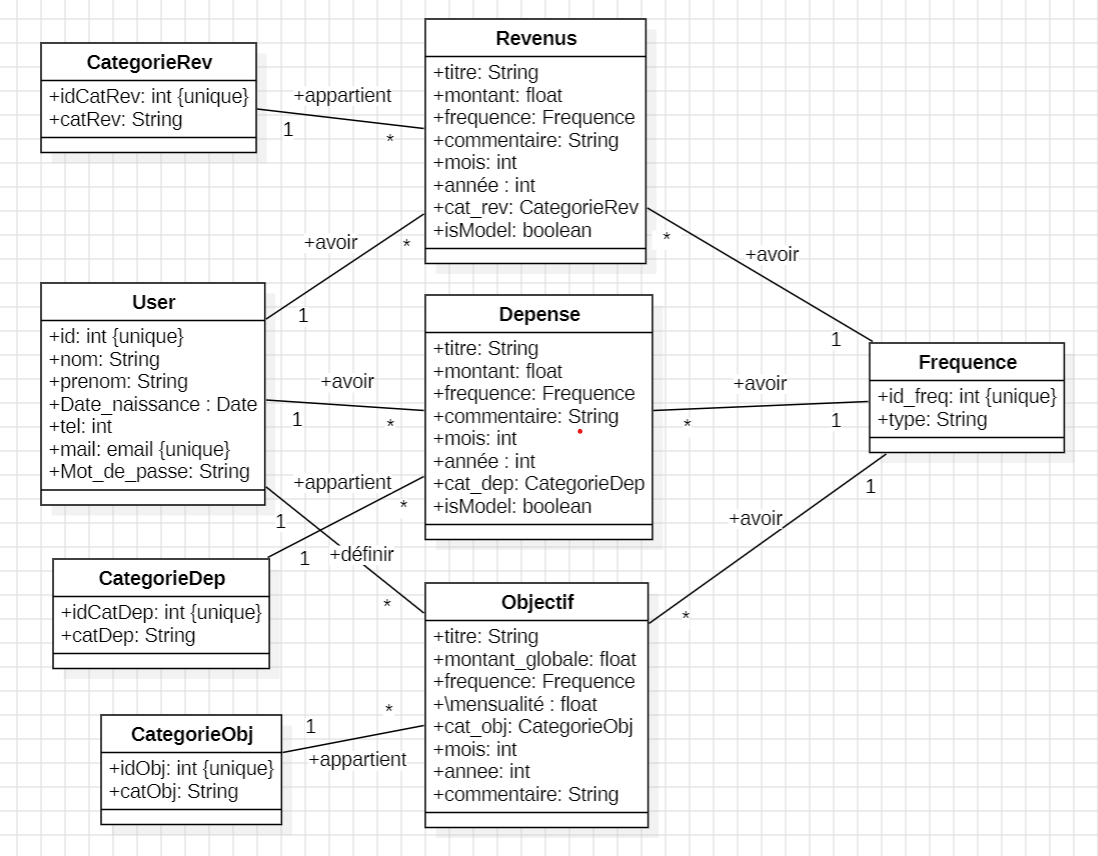 CategorieRev
+idCatRev: int {unique}
+catRev: String
+appartient
1
*
Revenus
+titre: String
+montant: float
+frequence: Frequence
+commentaire: String
+mois: int
+année : int
+cat_rev: CategorieRev
+isModel: boolean
+avoir
*
1
*
+avoir
1
User
+id: int {unique}
+nom: String
+prenom: String
+Date_naissance : Date
+tel: int
+mail: email {unique}
+Mot_de_passe: String
+avoir
1
*
Depense
+titre: String
+montant: float
+frequence: Frequence
+commentaire: String
+mois: int
+année : int
+cat_dep: CategorieDep
+isModel: boolean
+avoir
*
1
Frequence
+id_freq: int {unique}
+type: String
+appartient
*
1
1
+définir
*
1
+avoir
*
CategorieDep
+idCatDep: int {unique}
+catDep: String
Objectif
+titre: String
+montant_globale: float
+frequence: Frequence
+\mensualité : float
+cat_obj: CategorieObj
+mois: int
+annee: int
+commentaire: String
CategorieObj
+idObj: int {unique}
+catObj: String
1
*
+appartient